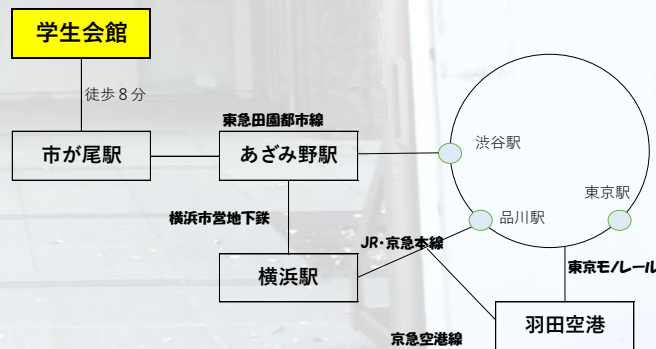 学生会館
徒歩８分
東急田園都市線
市が尾駅
あざみ野駅
渋谷駅
東京駅
横浜市営地下鉄
品川駅
JR・京急本線
横浜駅
東京モノレール
羽田空港
京急空港線